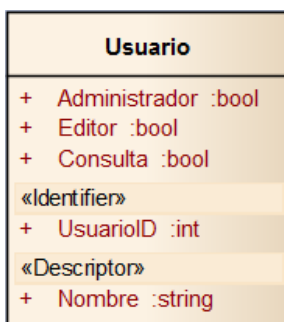 Usuario
+ Administrador :bool
+ Editor :bool
+ Consulta :bool
«Identifier»
+ UsuarioID :int
«Descriptor»
+ Nombre :string